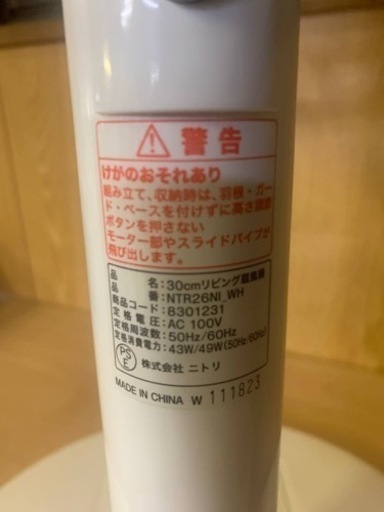 警告
けがのおそれあり
組み立て、収納時は、羽根・ガー
ド・ベースを付けずに高さ調節
ボタンを押さない
モーター部やスライドパイプが
飛び出します。
品名:30cmリビング扇風機
品番:NTR26NI_WH
商品コード:8301231
定格電圧:AC 100V
定格周波数:50Hz/60Hz
定格消費電力:43W/49W(50Hz/60Hz)
PSE 株式会社 ニトリ
MADE IN CHINA W 111823